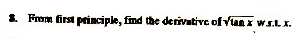 8. From first principle, find the derivative of √tan x w.r.t. x.